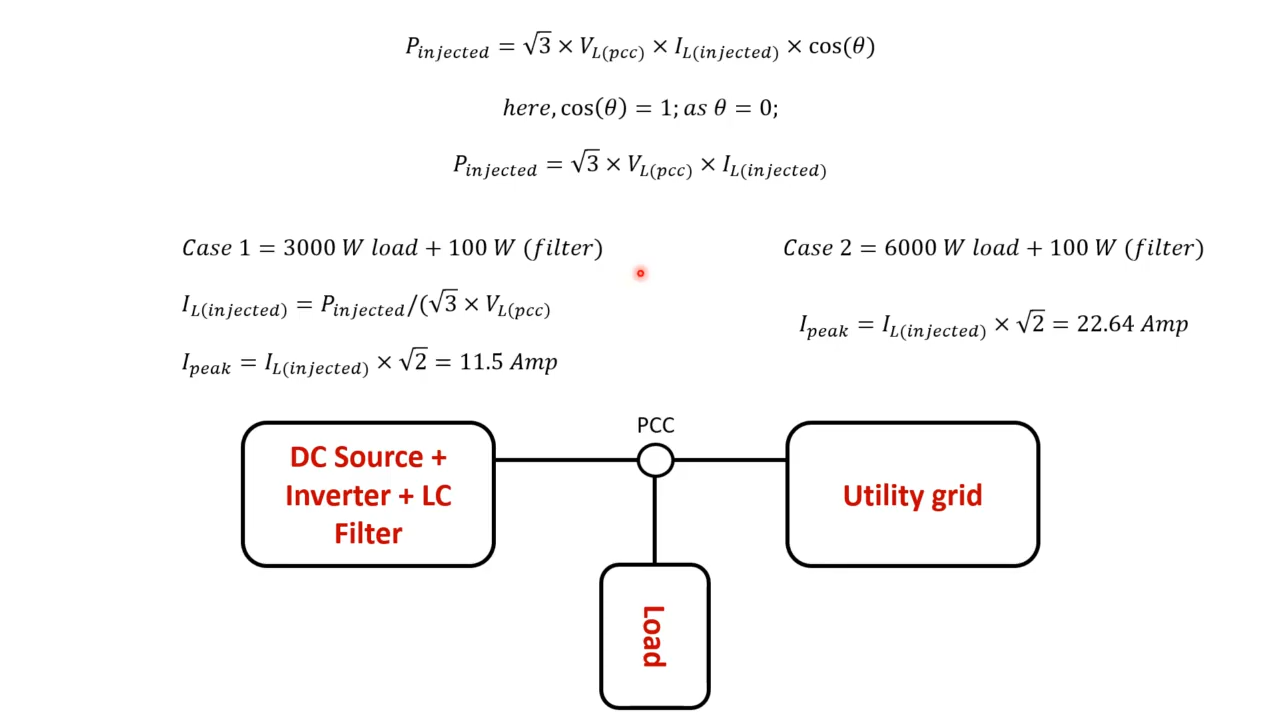 P_injected = √3 × V_L(pcc) × I_L(injected) × cos(θ)
here, cos(θ) = 1; as θ = 0;
P_injected = √3 × V_L(pcc) × I_L(injected)
Case 1 = 3000 W load + 100 W (filter)
I_L(injected) = P_injected/(√3 × V_L(pcc)
I_peak = I_L(injected) × √2 = 11.5 Amp
Case 2 = 6000 W load + 100 W (filter)
I_peak = I_L(injected) × √2 = 22.64 Amp
PCC
DC Source +
Inverter + LC
Filter
Utility grid
Load